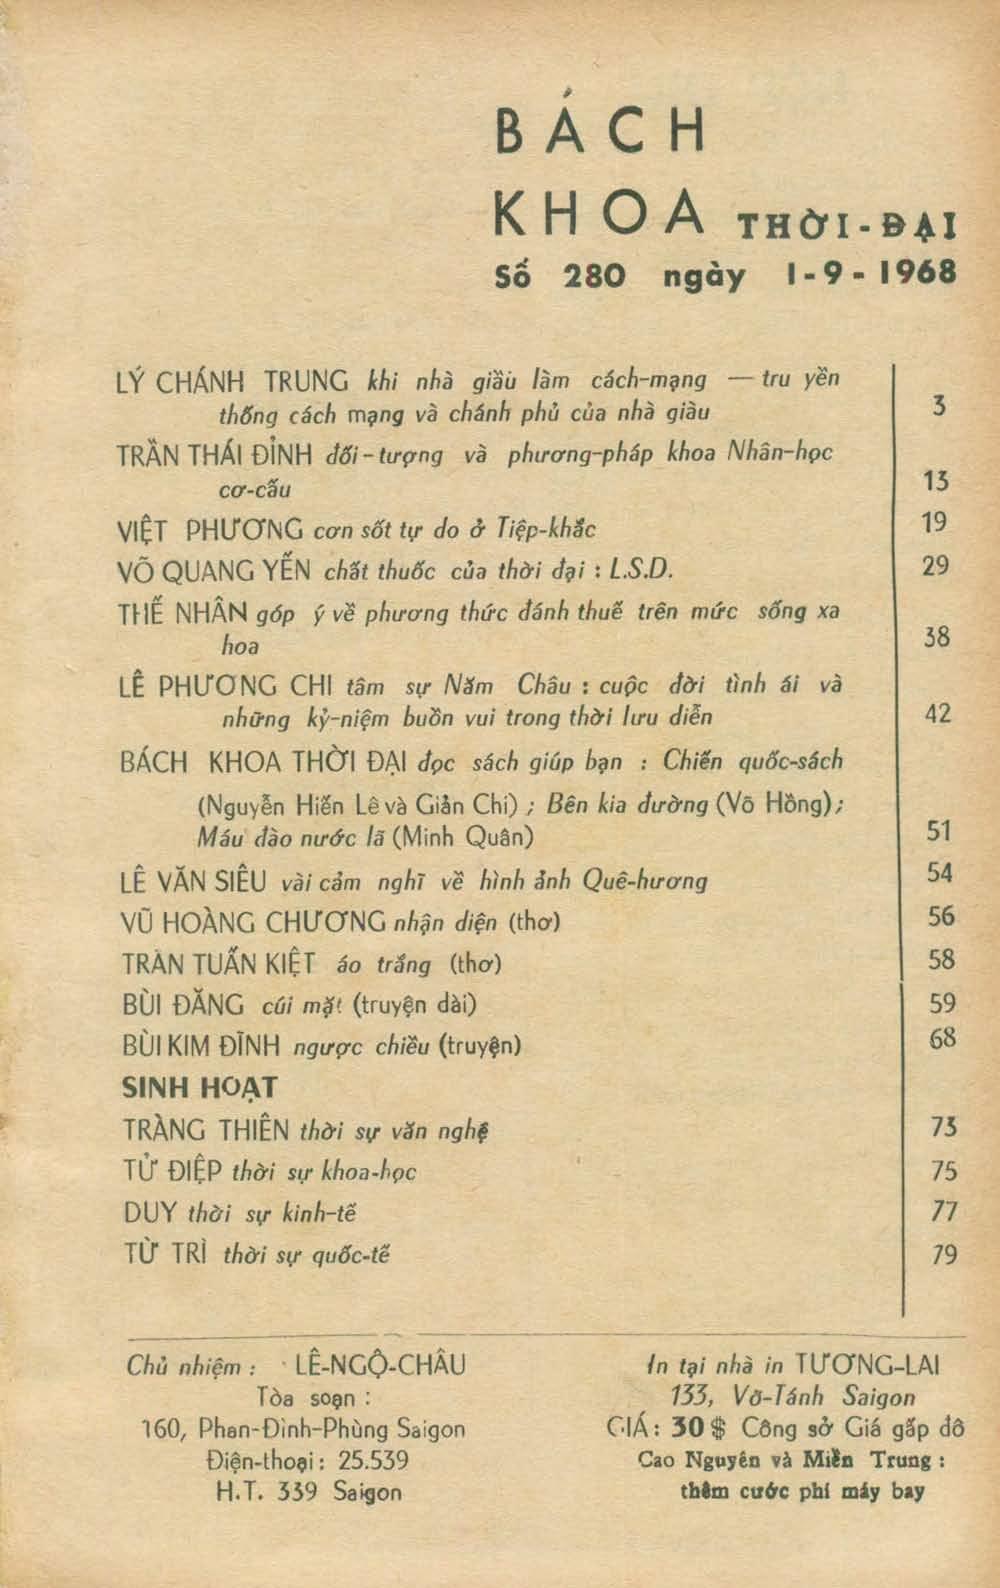 BÁCH
KHOA THỜI-ĐẠI
Số 280 ngày 1-9-1968
LÝ CHÁNH TRUNG khi nhà giầu làm cách-mạng — tru yền
thống cách mạng và chánh phủ của nhà giàu 3
TRẦN THÁI ĐỈNH đối-tượng và phương-pháp khoa Nhân-học
cơ-cấu 13
VIỆT PHƯƠNG cơn sốt tự do ở Tiệp-khắc 19
VÕ QUANG YẾN chất thuốc của thời đại : L.S.D. 29
THẾ NHÂN góp ý về phương thức đánh thuế trên mức sống xa
hoa 38
LÊ PHƯƠNG CHI tâm sự Năm Châu : cuộc đời tình ái và
những kỷ-niệm buồn vui trong thời lưu diễn 42
BÁCH KHOA THỜI ĐẠI đọc sách giúp bạn : Chiến quốc-sách
(Nguyễn Hiến Lê và Giản Chi) ; Bên kia đường (Võ Hồng) ;
Máu đào nước lã (Minh Quân) 51
LÊ VĂN SIÊU vài cảm nghĩ về hình ảnh Quê-hương 54
VŨ HOÀNG CHƯƠNG nhận diện (thơ) 56
TRẦN TUẤN KIỆT áo trắng (thơ) 58
BÙI ĐĂNG cúi mặt (truyện dài) 59
BÙI KIM ĐĨNH ngược chiều (truyện) 68
SINH HOẠT
TRÀNG THIÊN thời sự văn nghệ 73
TỬ ĐIỆP thời sự khoa-học 75
DUY thời sự kinh-tế 77
TỪ TRÌ thời sự quốc-tế 79
Chủ nhiệm : LÊ-NGỘ-CHÂU
Tòa soạn :
160, Phan-Đình-Phùng Saigon
Điện-thoại : 25.539
H.T. 339 Saigon
In tại nhà in TƯƠNG-LAI
133, Võ-Tánh Saigon
GIÁ : 30$ Công sở Giá gấp đôi
Cao Nguyên và Miền Trung :
thêm cước phí máy bay